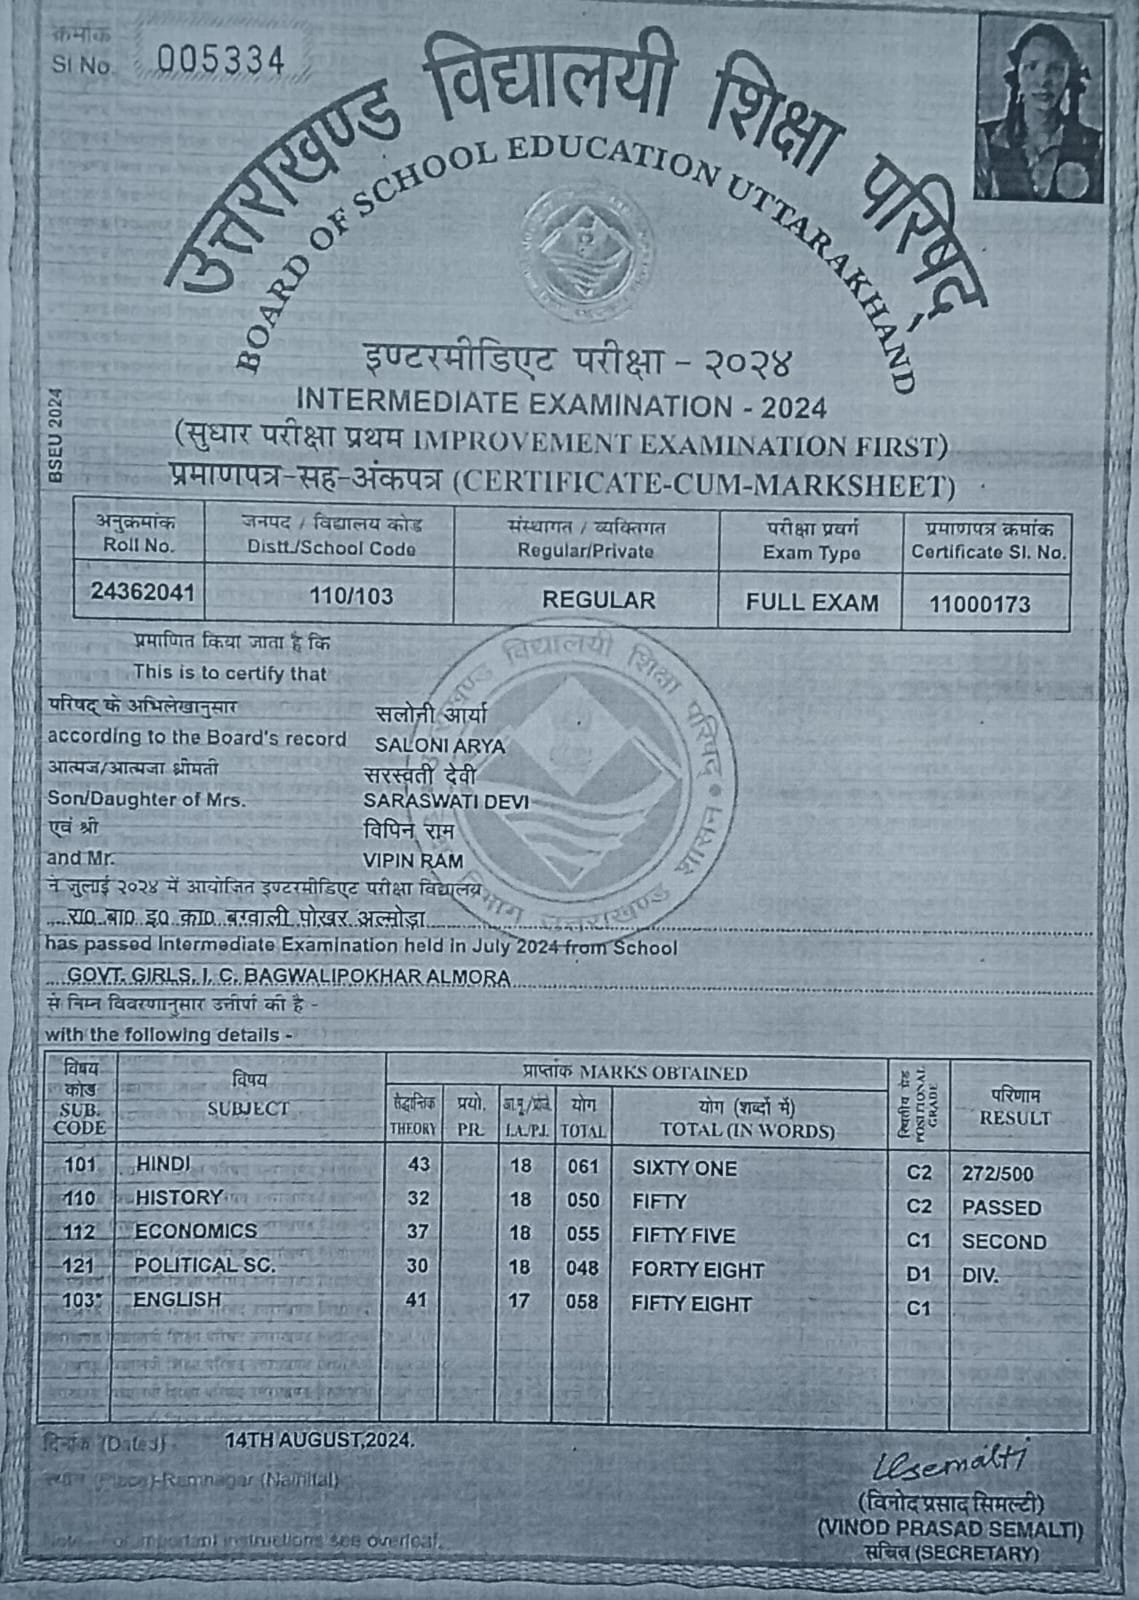 क्रमांक
Sl No. 005334
उत्तराखण्ड विद्यालयी शिक्षा परिषद्
BOARD OF SCHOOL EDUCATION UTTARAKHAND
इण्टरमीडिएट परीक्षा - २०२४
INTERMEDIATE EXAMINATION - 2024
(सुधार परीक्षा प्रथम IMPROVEMENT EXAMINATION FIRST)
प्रमाणपत्र-सह-अंकपत्र (CERTIFICATE-CUM-MARKSHEET)
BSEU 2024
अनुक्रमांक जनपद / विद्यालय कोड संस्थागत / व्यक्तिगत परीक्षा प्रवर्ग प्रमाणपत्र क्रमांक
Roll No. Distt./School Code Regular/Private Exam Type Certificate Sl. No.
24362041 110/103 REGULAR FULL EXAM 11000173
प्रमाणित किया जाता है कि
This is to certify that
परिषद् के अभिलेखानुसार सलोनी आर्या
according to the Board's record SALONI ARYA
आत्मज/आत्मजा श्रीमती सरस्वती देवी
Son/Daughter of Mrs. SARASWATI DEVI
एवं श्री विपिन राम
and Mr. VIPIN RAM
ने जुलाई २०२४ में आयोजित इण्टरमीडिएट परीक्षा विद्यालय
रा० बा० इ० का० बग्वाली पोखर अल्मोड़ा
has passed Intermediate Examination held in July 2024 from School
GOVT. GIRLS. I. C. BAGWALIPOKHAR ALMORA
से निम्न विवरणानुसार उत्तीर्ण की है -
with the following details -
विषय कोड विषय प्राप्तांक MARKS OBTAINED स्थितीय ग्रेड परिणाम
SUB. CODE SUBJECT POSITIONAL GRADE RESULT
सैद्धान्तिक प्रयो. योग योग (शब्दों में)
THEORY PR. I.A./P.J. TOTAL TOTAL (IN WORDS)
101 HINDI 43 18 061 SIXTY ONE C2 272/500
110 HISTORY 32 18 050 FIFTY C2 PASSED
112 ECONOMICS 37 18 055 FIFTY FIVE C1 SECOND
121 POLITICAL SC. 30 18 048 FORTY EIGHT D1 DIV.
103* ENGLISH 41 17 058 FIFTY EIGHT C1
दिनांक (Dated) 14TH AUGUST,2024.
स्थान (Place)-Ramnagar (Nainital)
Note - For important instructions see overleaf.
(विनोद प्रसाद सिमल्टी)
(VINOD PRASAD SEMALTI)
सचिव (SECRETARY)